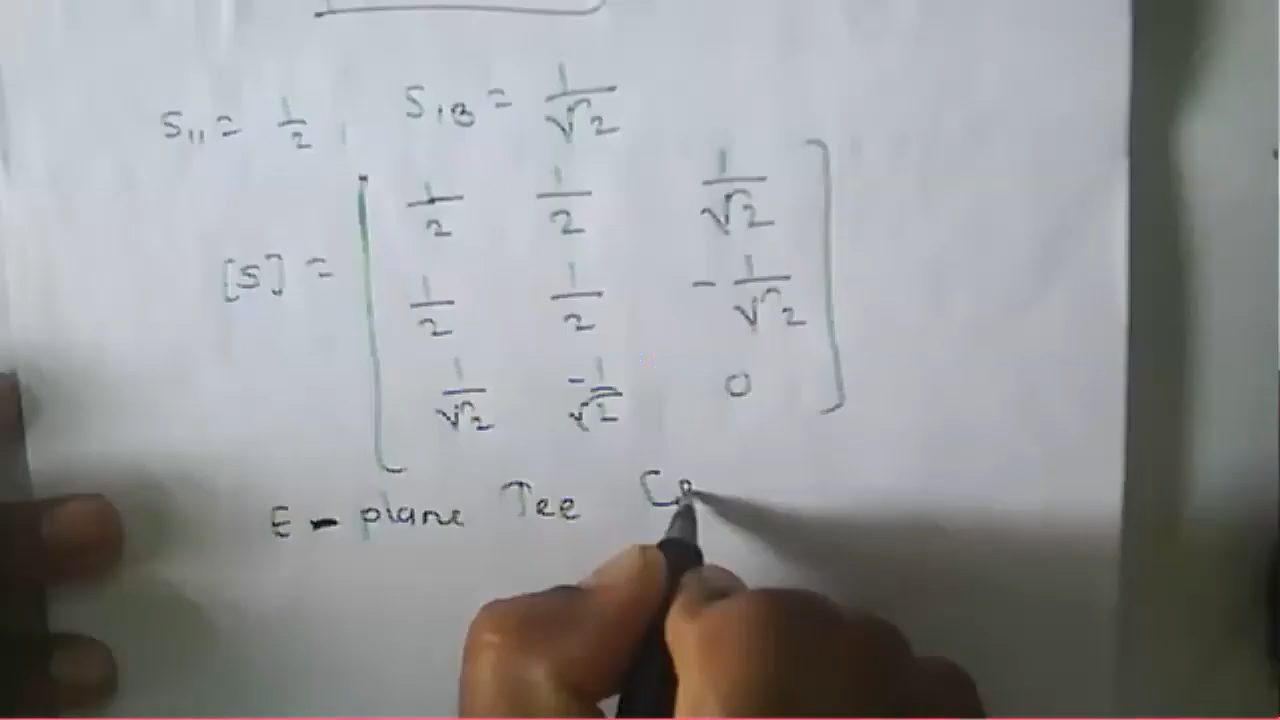 S₁₁ = 1/2, S₁₃ = 1/√2
[S] = [ 1/2 1/2 1/√2
1/2 1/2 -1/√2
1/√2 -1/√2 0 ]
E - plane Tee